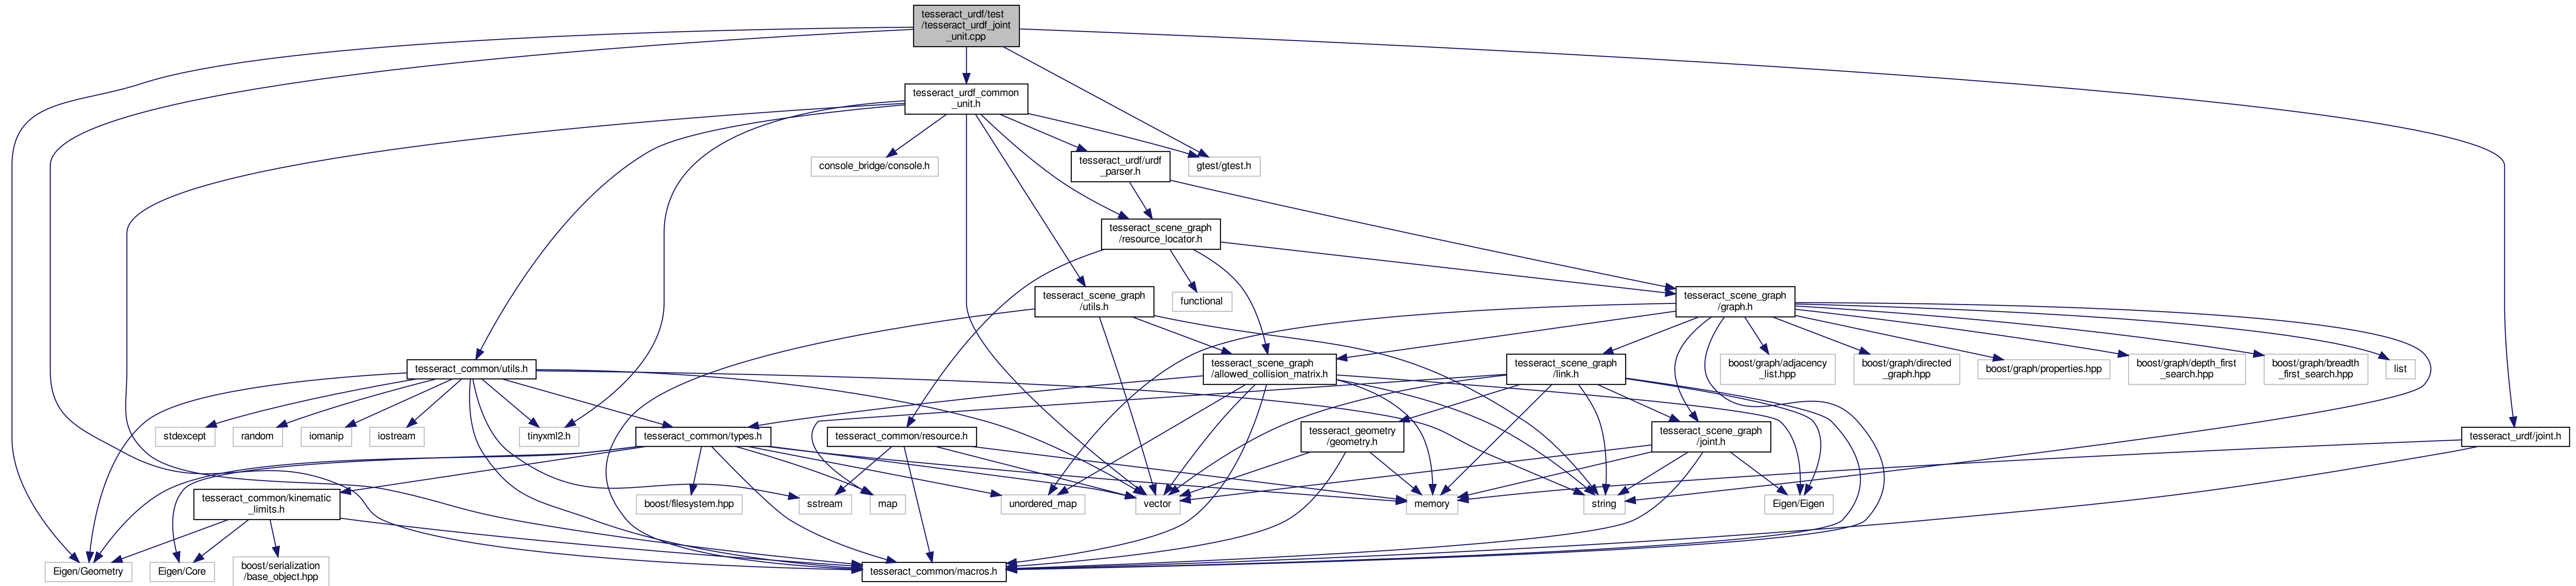 tesseract_urdf/test
/tesseract_urdf_joint
_unit.cpp
tesseract_urdf_common
_unit.h
console_bridge/console.h
tesseract_urdf/urdf
_parser.h
gtest/gtest.h
tesseract_scene_graph
/resource_locator.h
tesseract_scene_graph
/utils.h
functional
tesseract_scene_graph
/graph.h
tesseract_common/utils.h
tesseract_scene_graph
/allowed_collision_matrix.h
tesseract_scene_graph
/link.h
boost/graph/adjacency
_list.hpp
boost/graph/directed
_graph.hpp
boost/graph/properties.hpp
boost/graph/depth_first
_search.hpp
boost/graph/breadth
_first_search.hpp
list
stdexcept
random
iomanip
iostream
tinyxml2.h
tesseract_common/types.h
tesseract_common/resource.h
tesseract_geometry
/geometry.h
tesseract_scene_graph
/joint.h
tesseract_urdf/joint.h
tesseract_common/kinematic
_limits.h
boost/filesystem.hpp
sstream
map
unordered_map
vector
memory
string
Eigen/Eigen
Eigen/Geometry
Eigen/Core
boost/serialization
/base_object.hpp
tesseract_common/macros.h